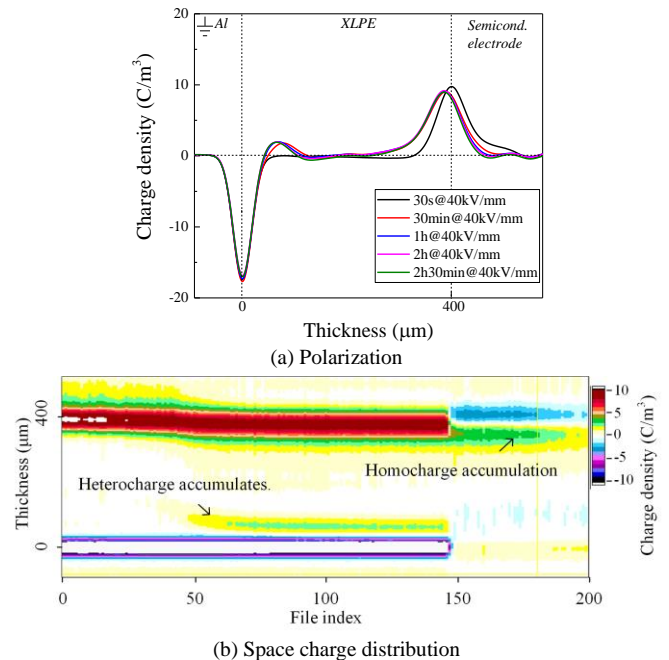 Al XLPE Semicond.
electrode
20
10
0
-10
-20
Charge density (C/m³)
30s@40kV/mm
30min@40kV/mm
1h@40kV/mm
2h@40kV/mm
2h30min@40kV/mm
0 400
Thickness (μm)
(a) Polarization
400
0
Thickness (μm)
Heterocharge accumulates.
Homocharge accumulation
10
5
0
-5
-10
Charge density (C/m³)
0 50 100 150 200
File index
(b) Space charge distribution